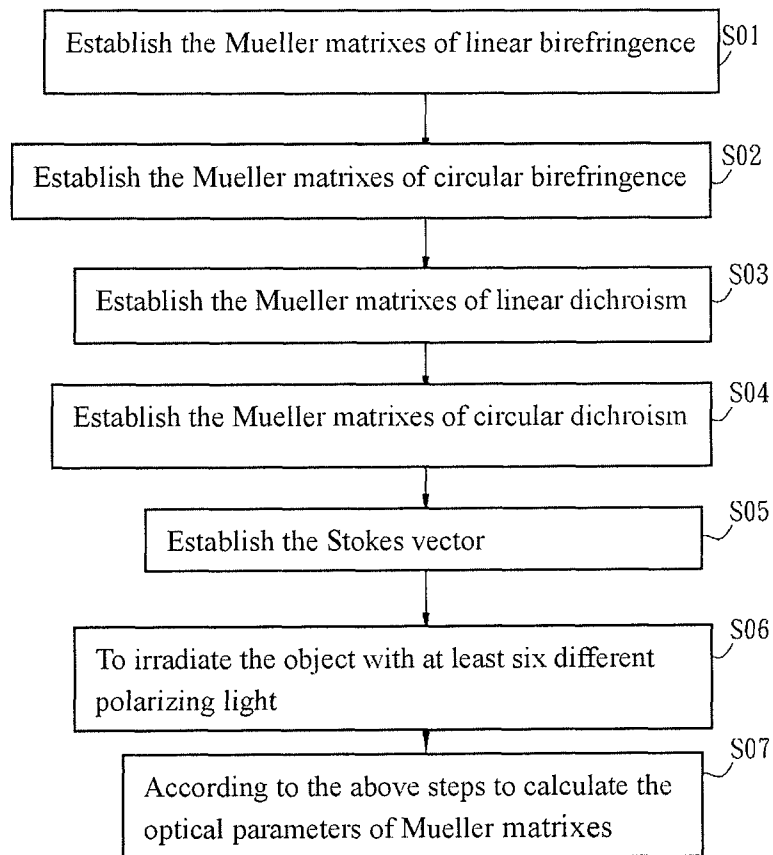 Establish the Mueller matrixes of linear birefringence
S01
Establish the Mueller matrixes of circular birefringence
S02
Establish the Mueller matrixes of linear dichroism
S03
Establish the Mueller matrixes of circular dichroism
S04
Establish the Stokes vector
S05
To irradiate the object with at least six different
polarizing light
S06
According to the above steps to calculate the
optical parameters of Mueller matrixes
S07